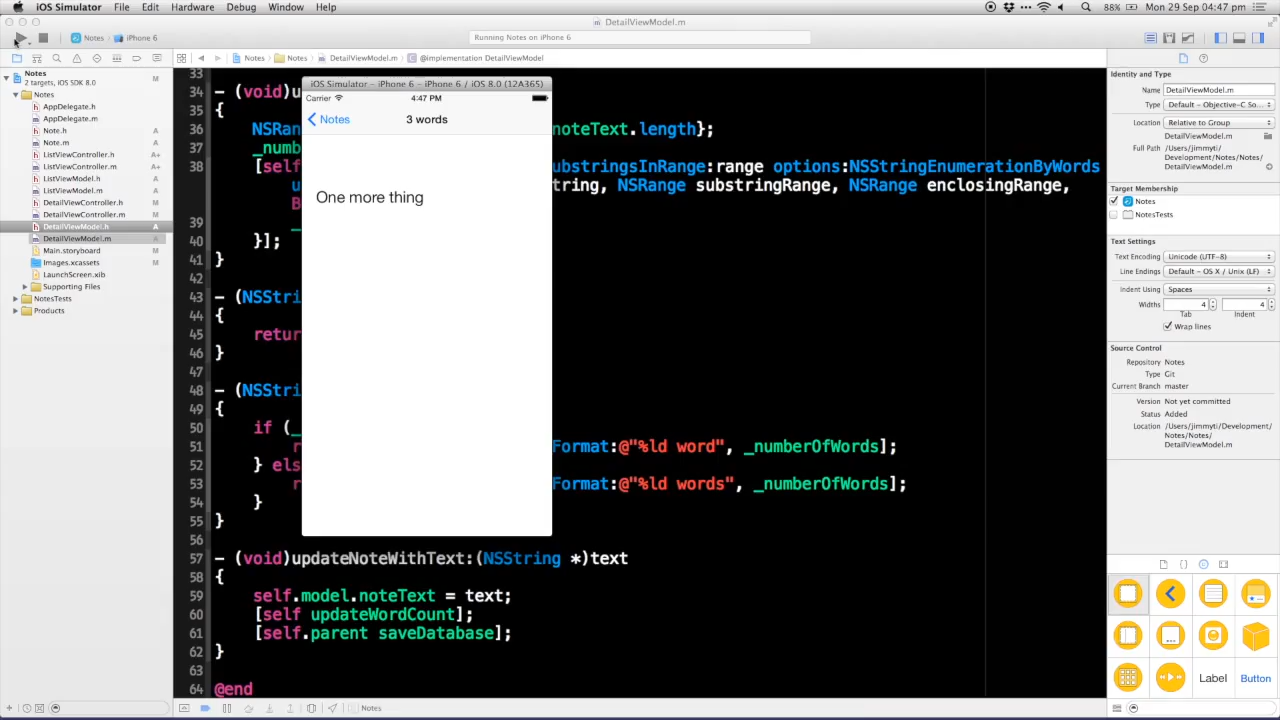 iOS Simulator File Edit Hardware Debug Window Help 88% Mon 29 Sep 04:47 pm
DetailViewModel.m
Notes iPhone 6
Running Notes on iPhone 6
Notes Notes DetailViewModel.m @implementation DetailViewModel
Notes
2 targets, iOS SDK 8.0 M
Notes
AppDelegate.h
AppDelegate.m
Note.h A
Note.m A
ListViewController.h A+
ListViewController.m A+
ListViewModel.h A
ListViewModel.m A
DetailViewController.h A
DetailViewController.m A
DetailViewModel.h A
DetailViewModel.m
Main.storyboard M
Images.xcassets M
LaunchScreen.xib
Supporting Files
NotesTests
Products
33
34 - (void)u
35 {
36 NSRan noteText.length};
37 _numb
38 [self ubstringsInRange:range options:NSStringEnumerationByWords
u tring, NSRange substringRange, NSRange enclosingRange,
B
39 _
40 }];
41 }
42
43 - (NSStri
44 {
45 retur
46 }
47
48 - (NSStri
49 {
50 if (_
51 r Format:@"%ld word", _numberOfWords];
52 } els
53 r Format:@"%ld words", _numberOfWords];
54 }
55 }
56
57 - (void)updateNoteWithText:(NSString *)text
58 {
59 self.model.noteText = text;
60 [self updateWordCount];
61 [self.parent saveDatabase];
62 }
63
64 @end
iOS Simulator - iPhone 6 - iPhone 6 / iOS 8.0 (12A365)
Carrier 4:47 PM
Notes 3 words
One more thing
Identity and Type
Name DetailViewModel.m
Type Default - Objective-C So...
Location Relative to Group
DetailViewModel.m
Full Path /Users/jimmyti/
Development/Notes/Notes/
DetailViewModel.m
Target Membership
Notes
NotesTests
Text Settings
Text Encoding Unicode (UTF-8)
Line Endings Default - OS X / Unix (LF)
Indent Using Spaces
Widths 4 4
Tab Indent
Wrap lines
Source Control
Repository Notes
Type Git
Current Branch master
Version Not yet committed
Status Added
Location /Users/jimmyti/Development/
Notes/Notes/
DetailViewModel.m
Label Button
Notes